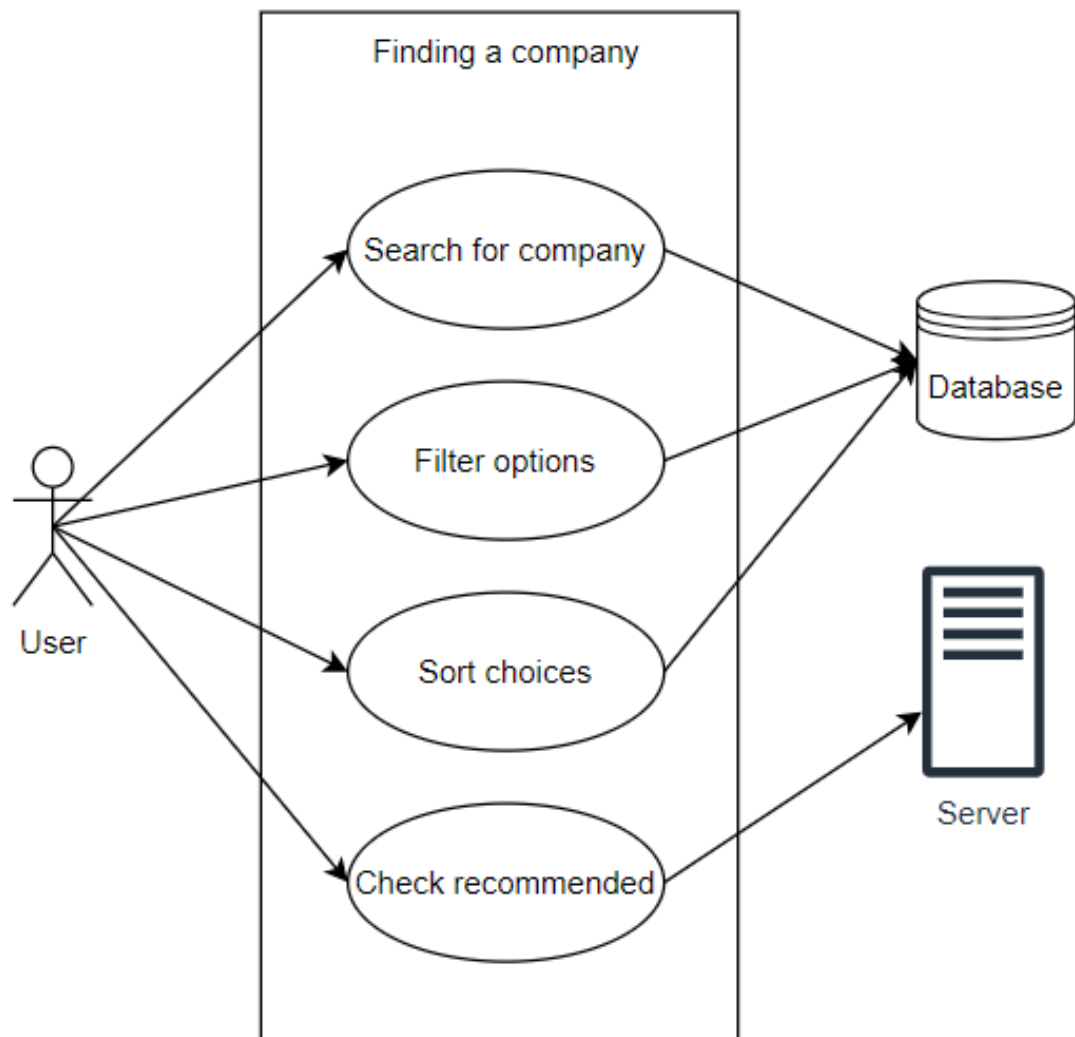 Finding a company
Search for company
Database
Filter options
User
Sort choices
Server
Check recommended